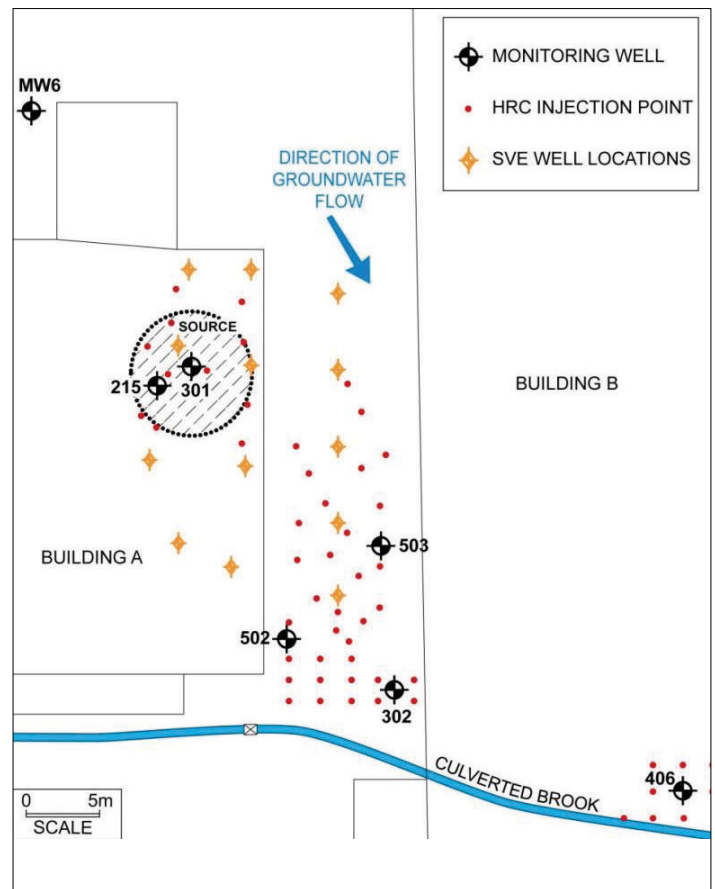 MW6
MONITORING WELL
HRC INJECTION POINT
SVE WELL LOCATIONS
DIRECTION OF
GROUNDWATER
FLOW
SOURCE
215
301
BUILDING B
BUILDING A
503
502
302
CULVERTED BROOK
406
0 5m
SCALE